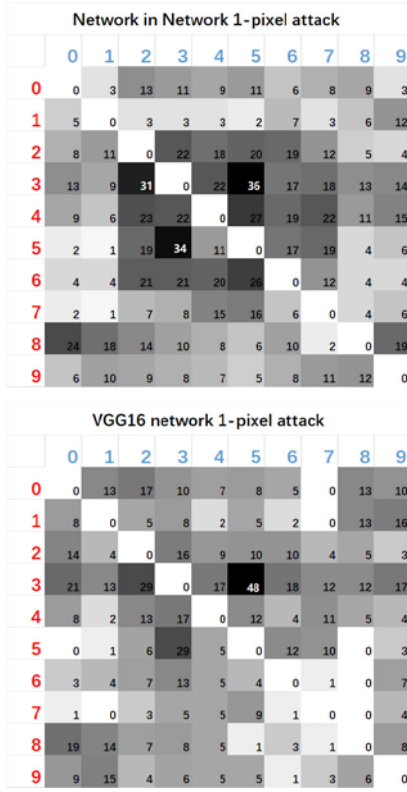 Network in Network 1-pixel attack
0 1 2 3 4 5 6 7 8 9
0 0 3 13 11 9 11 6 8 9 3
1 5 0 3 3 3 2 7 3 6 12
2 8 11 0 22 18 20 19 12 5 4
3 13 9 31 0 22 36 17 18 13 14
4 9 6 23 22 0 27 19 22 11 15
5 2 1 19 34 11 0 17 19 4 6
6 4 4 21 21 20 26 0 12 4 4
7 2 1 7 8 15 16 6 0 4 6
8 24 18 14 10 8 6 10 2 0 19
9 6 10 9 8 7 5 8 11 12 0
VGG16 network 1-pixel attack
0 1 2 3 4 5 6 7 8 9
0 0 13 17 10 7 8 5 0 13 10
1 8 0 5 8 2 5 2 0 13 16
2 14 4 0 16 9 10 10 4 5 3
3 21 13 29 0 17 48 18 12 12 17
4 8 2 13 17 0 12 4 11 5 4
5 0 1 6 29 5 0 12 10 0 3
6 3 4 7 13 5 4 0 1 0 7
7 1 0 3 5 5 9 1 0 0 4
8 19 14 7 8 5 1 3 1 0 8
9 9 15 4 6 5 5 1 3 6 0